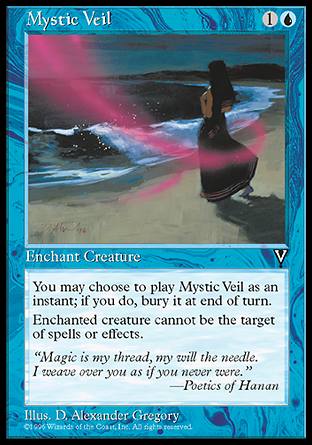 Mystic Veil 1
Enchant Creature V
You may choose to play Mystic Veil as an
instant; if you do, bury it at end of turn.
Enchanted creature cannot be the target
of spells or effects.
“Magic is my thread, my will the needle.
I weave over you as if you never were.”
—Poetics of Hanan
Illus. D. Alexander Gregory
©1996 Wizards of the Coast, Inc. All rights reserved.